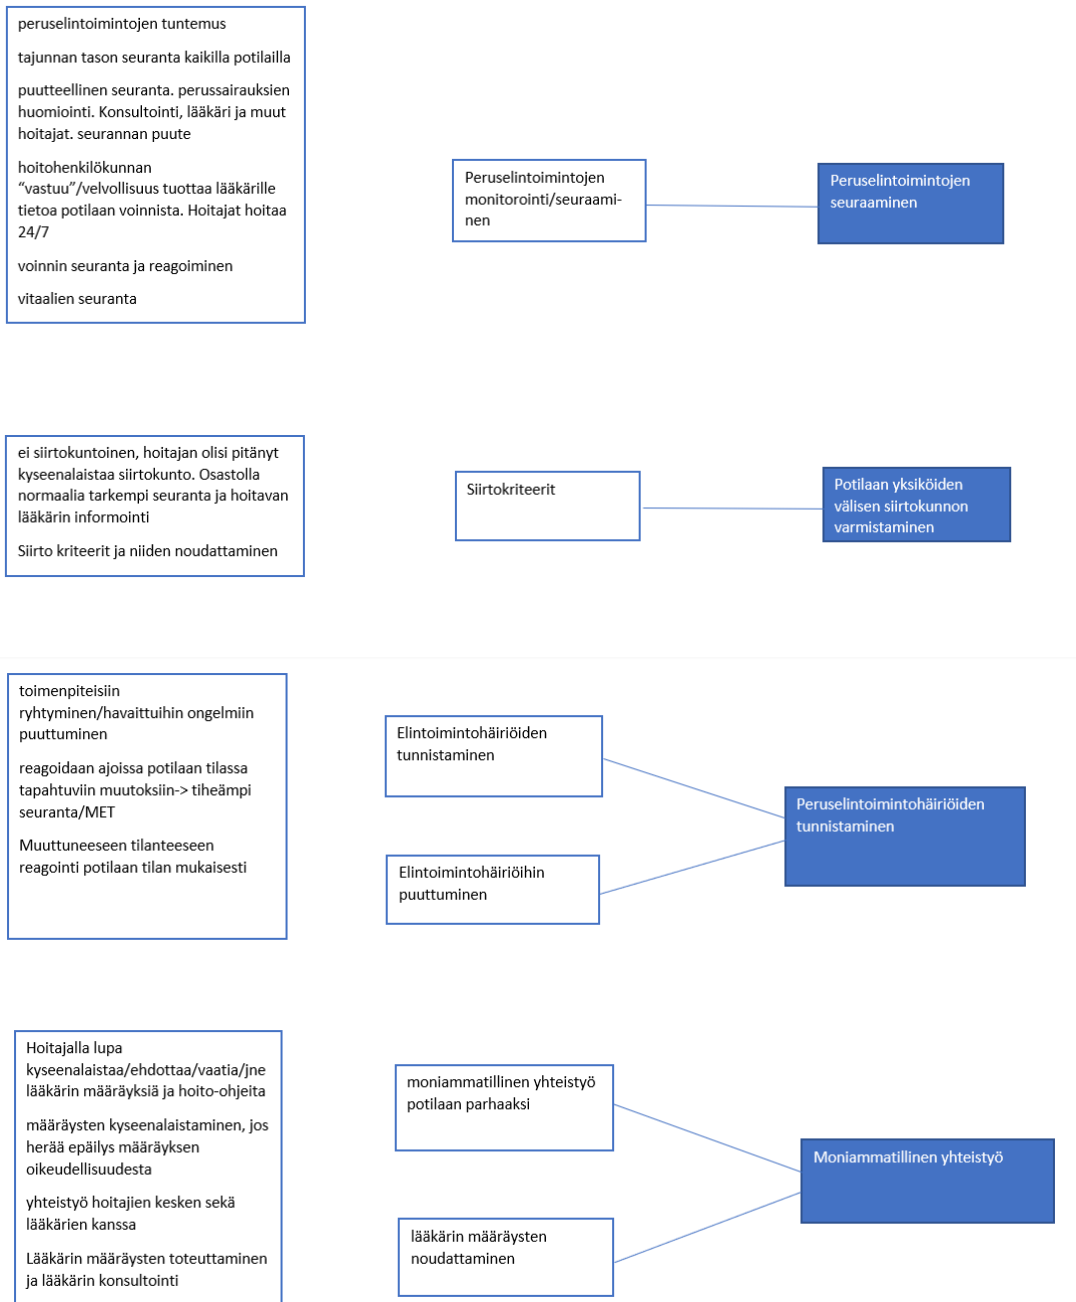 peruselintoimintojen tuntemus
tajunnan tason seuranta kaikilla potilailla
puutteellinen seuranta. perussairauksien
huomiointi. Konsultointi, lääkäri ja muut
hoitajat. seurannan puute
hoitohenkilökunnan
“vastuu”/velvollisuus tuottaa lääkärille
tietoa potilaan voinnista. Hoitajat hoitaa
24/7
voinnin seuranta ja reagoiminen
vitaalien seuranta
Peruselintoimintojen
monitorointi/seuraami-
nen
Peruselintoimintojen
seuraaminen
ei siirtokuntoinen, hoitajan olisi pitänyt
kyseenalaistaa siirtokunto. Osastolla
normaalia tarkempi seuranta ja hoitavan
lääkärin informointi
Siirto kriteerit ja niiden noudattaminen
Siirtokriteerit
Potilaan yksiköiden
välisen siirtokunnon
varmistaminen
toimenpiteisiin
ryhtyminen/havaittuihin ongelmiin
puuttuminen
reagoidaan ajoissa potilaan tilassa
tapahtuviin muutoksiin-> tiheämpi
seuranta/MET
Muuttuneeseen tilanteeseen
reagointi potilaan tilan mukaisesti
Elintoimintohäiriöiden
tunnistaminen
Elintoimintohäiriöihin
puuttuminen
Peruselintoimintohäiriöiden
tunnistaminen
Hoitajalla lupa
kyseenalaistaa/ehdottaa/vaatia/jne
lääkärin määräyksiä ja hoito-ohjeita
määräysten kyseenalaistaminen, jos
herää epäilys määräyksen
oikeudellisuudesta
yhteistyö hoitajien kesken sekä
lääkärien kanssa
Lääkärin määräysten toteuttaminen
ja lääkärin konsultointi
moniammatillinen yhteistyö
potilaan parhaaksi
lääkärin määräysten
noudattaminen
Moniammatillinen yhteistyö